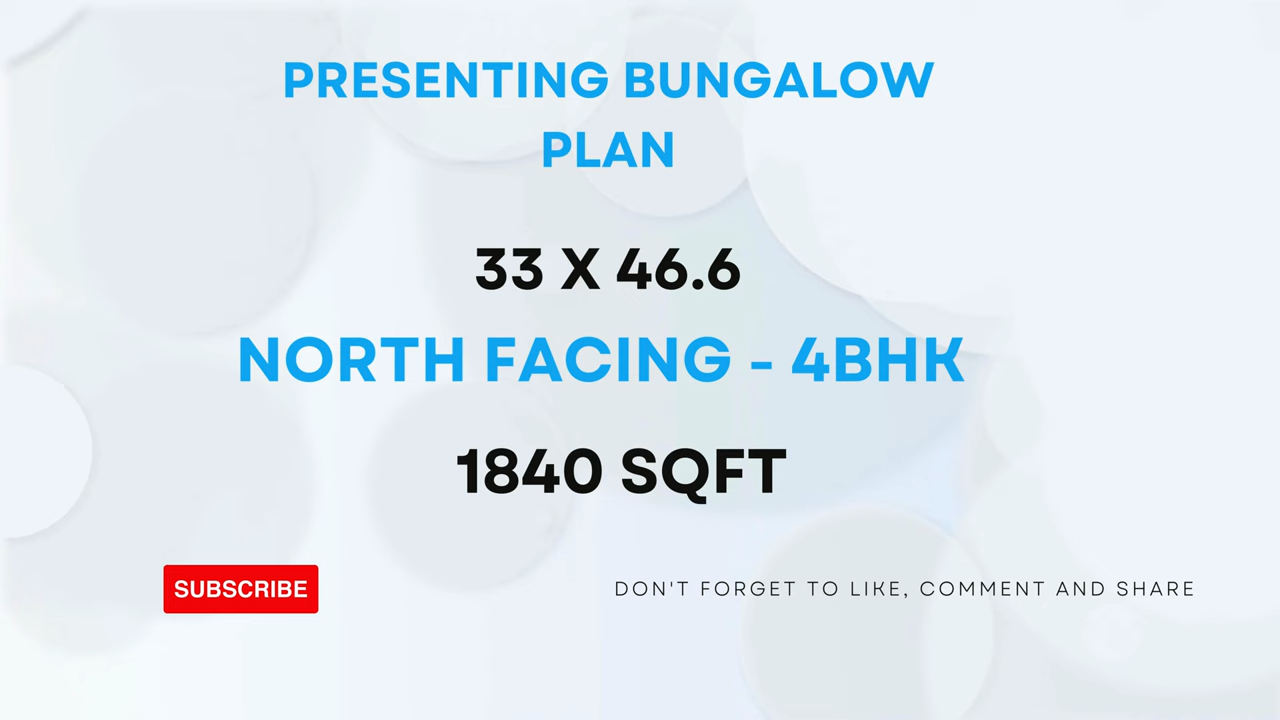 PRESENTING BUNGALOW
PLAN
33 X 46.6
NORTH FACING - 4BHK
1840 SQFT
SUBSCRIBE
DON'T FORGET TO LIKE, COMMENT AND SHARE